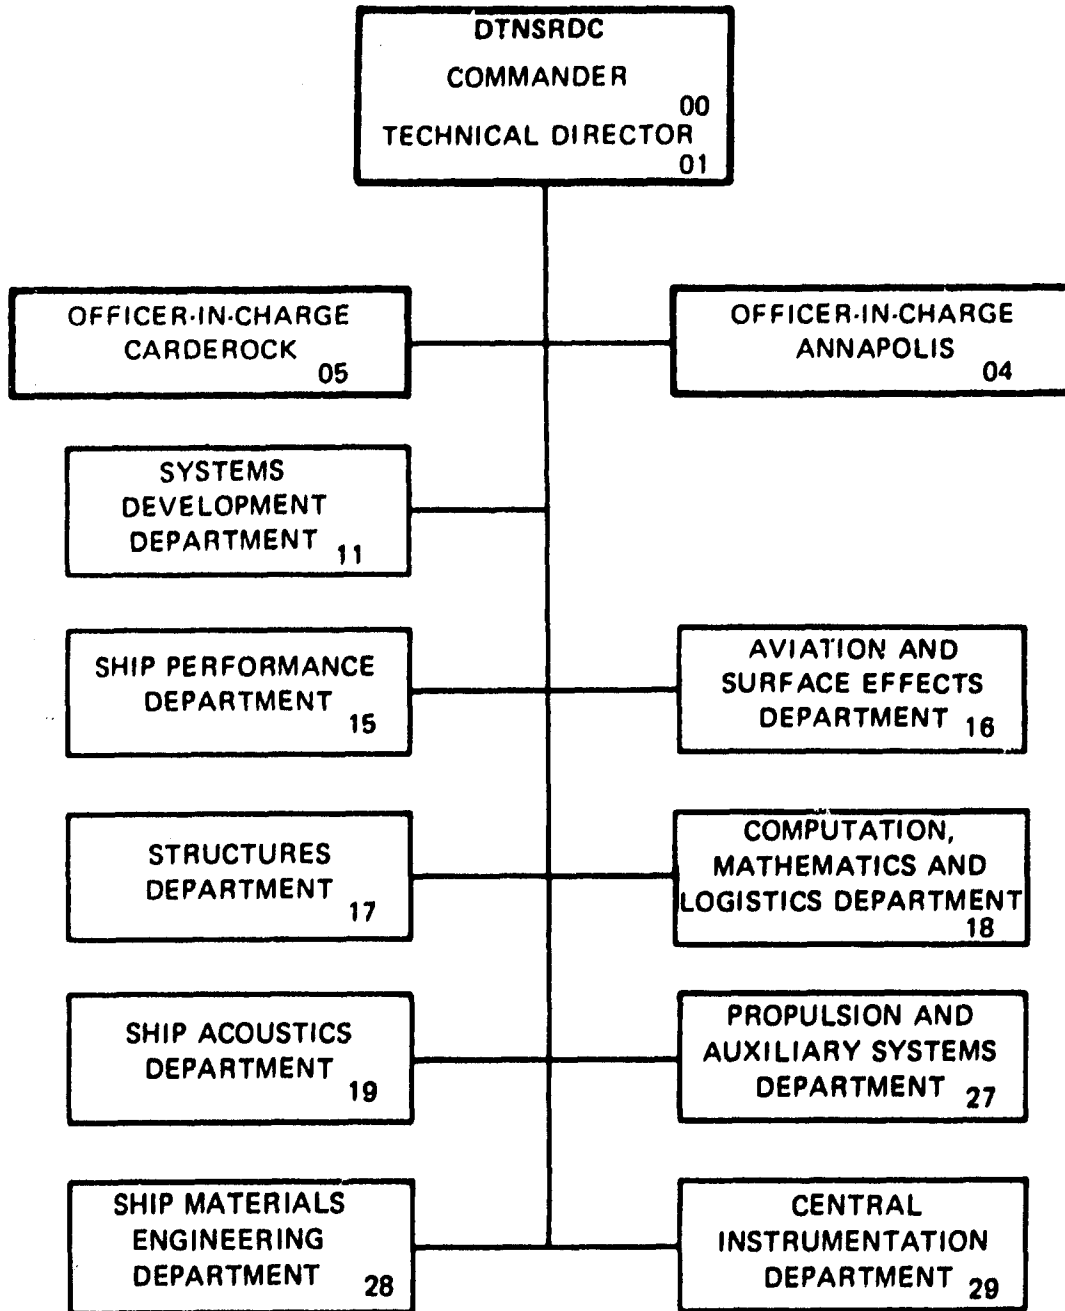 DTNSRDC
COMMANDER
00
TECHNICAL DIRECTOR
01
OFFICER-IN-CHARGE
CARDEROCK
05
OFFICER-IN-CHARGE
ANNAPOLIS
04
SYSTEMS
DEVELOPMENT
DEPARTMENT
11
SHIP PERFORMANCE
DEPARTMENT
15
AVIATION AND
SURFACE EFFECTS
DEPARTMENT
16
STRUCTURES
DEPARTMENT
17
COMPUTATION,
MATHEMATICS AND
LOGISTICS DEPARTMENT
18
SHIP ACOUSTICS
DEPARTMENT
19
PROPULSION AND
AUXILIARY SYSTEMS
DEPARTMENT
27
SHIP MATERIALS
ENGINEERING
DEPARTMENT
28
CENTRAL
INSTRUMENTATION
DEPARTMENT
29